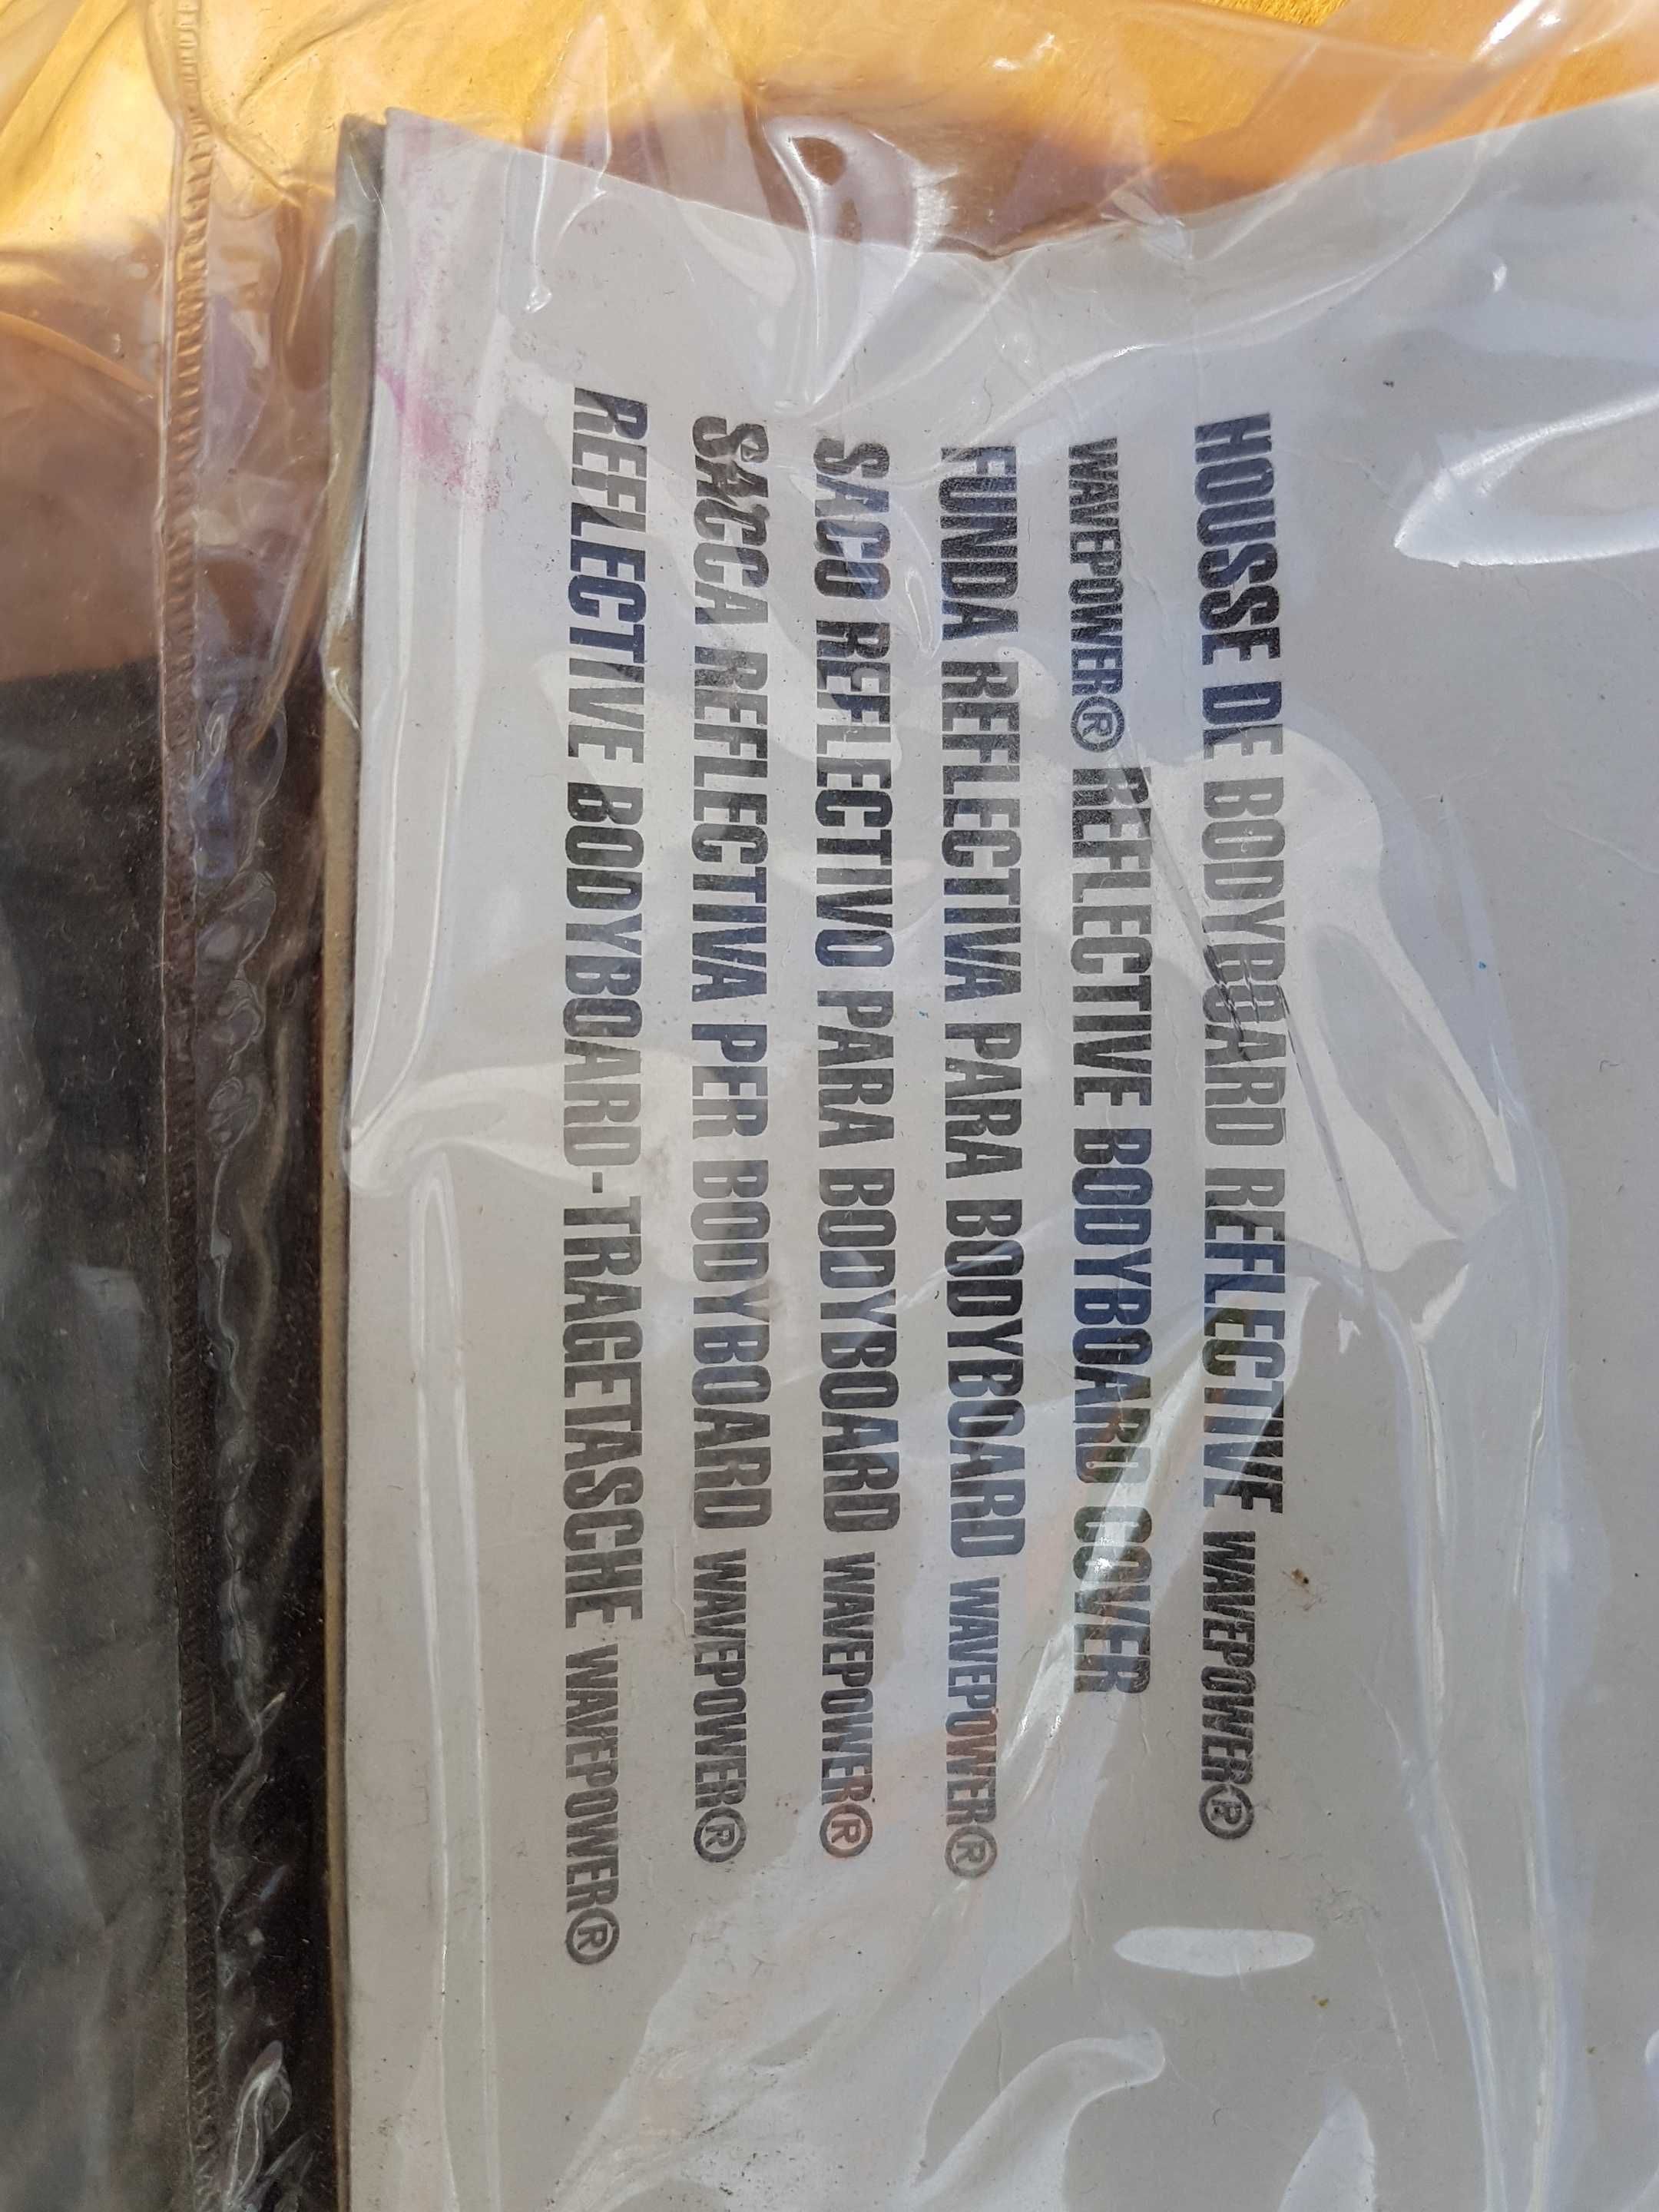 HOUSSE DE BODYBOARD REFLECTIVE WAVEPOWER®
WAVEPOWER® REFLECTIVE BODYBOARD COVER
FUNDA REFLECTIVA PARA BODYBOARD WAVEPOWER®
SACO REFLECTIVO PARA BODYBOARD WAVEPOWER®
SACCA REFLECTIVA PER BODYBOARD WAVEPOWER®
REFLECTIVE BODYBOARD-TRAGETASCHE WAVEPOWER®